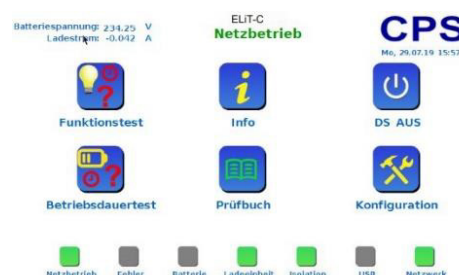 Batteriespannung: 234.25 V
Ladestrom: -0.042 A
ELiT-C
Netzbetrieb
CPS
Mo, 29.07.19 15:57
Funktionstest
Info
DS AUS
Betriebsdauertest
Prüfbuch
Konfiguration
Netzbetrieb
Fehler
Batterie
Ladeeinheit
Isolation
USB
Netzwerk